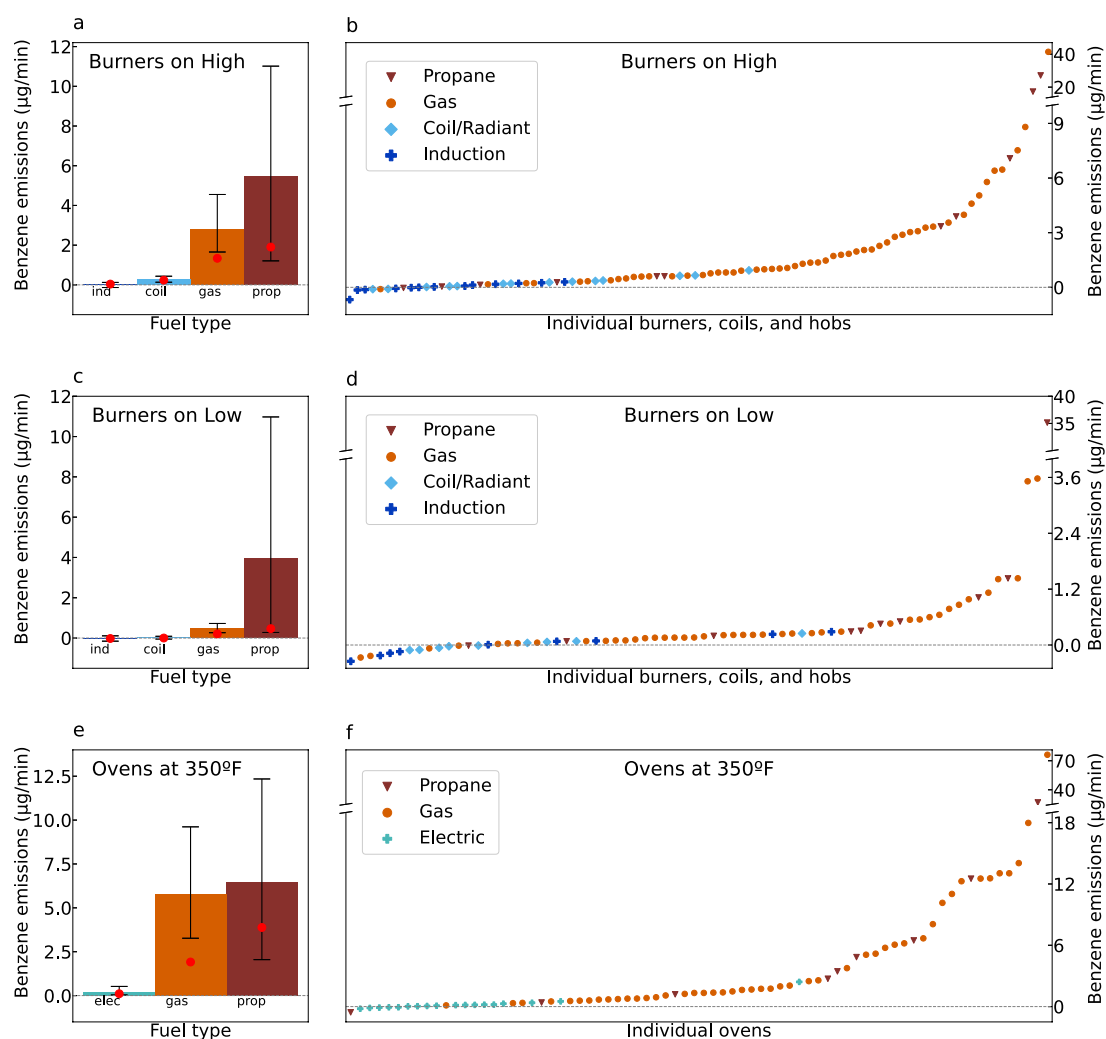 a
Benzene emissions (µg/min)
12
10
8
6
4
2
0
Burners on High
ind
coil
gas
prop
Fuel type
b
Burners on High
Propane
Gas
Coil/Radiant
Induction
40
20
9
6
3
0
Benzene emissions (µg/min)
Individual burners, coils, and hobs
c
Benzene emissions (µg/min)
12
10
8
6
4
2
0
Burners on Low
ind
coil
gas
prop
Fuel type
d
Burners on Low
Propane
Gas
Coil/Radiant
Induction
40
35
3.6
2.4
1.2
0.0
Benzene emissions (µg/min)
Individual burners, coils, and hobs
e
Benzene emissions (µg/min)
12.5
10.0
7.5
5.0
2.5
0.0
Ovens at 350ºF
elec
gas
prop
Fuel type
f
Ovens at 350ºF
Propane
Gas
Electric
70
40
18
12
6
0
Benzene emissions (µg/min)
Individual ovens